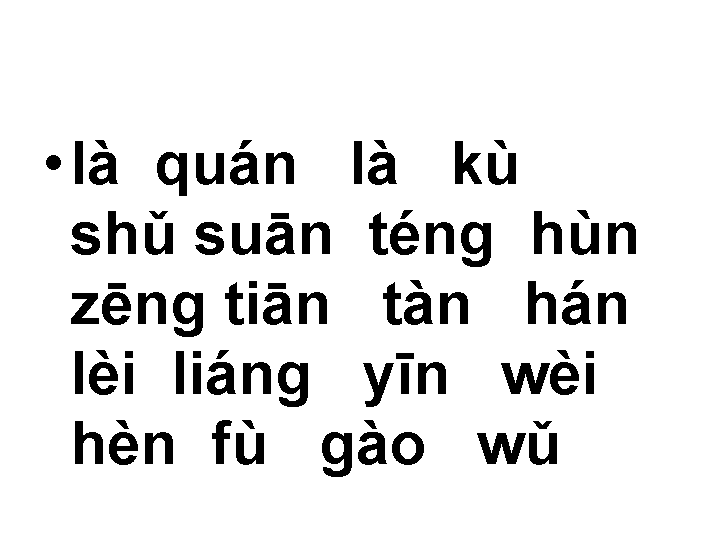 • là quán là kù
shǔ suān téng hùn
zēng tiān tàn hán
lèi liáng yīn wèi
hèn fù gào wǔ